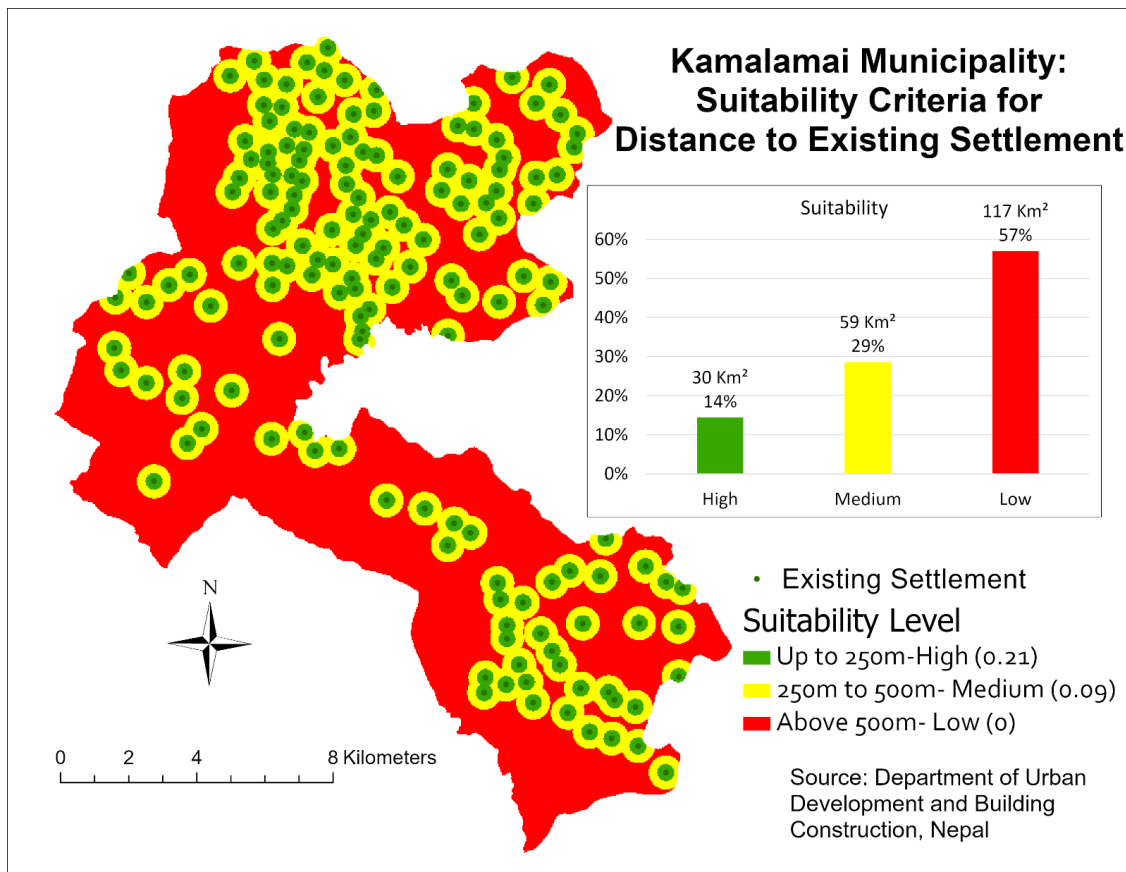 Kamalamai Municipality:
Suitability Criteria for
Distance to Existing Settlement
Suitability
60%
50%
40%
30%
20%
10%
0%
30 Km²
14%
59 Km²
29%
117 Km²
57%
High
Medium
Low
N
0 2 4 8 Kilometers
Existing Settlement
Suitability Level
Up to 250m-High (0.21)
250m to 500m- Medium (0.09)
Above 500m- Low (0)
Source: Department of Urban
Development and Building
Construction, Nepal